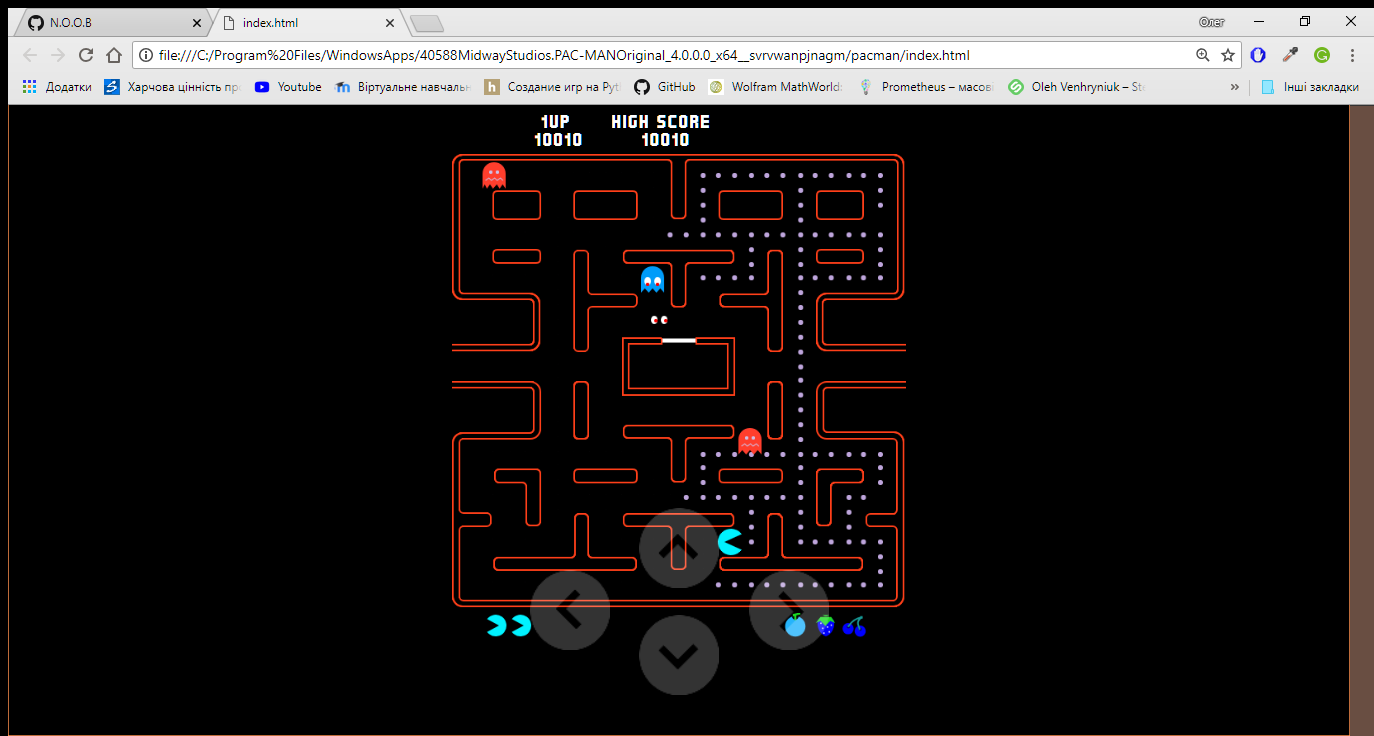 N.O.O.B
index.html
Олег
file:///C:/Program%20Files/WindowsApps/40588MidwayStudios.PAC-MANOriginal_4.0.0.0_x64__svrvwanpjnagm/pacman/index.html
Додатки
Харчова цінність пр
Youtube
Віртуальне навчаль
Создание игр на Pyt
GitHub
Wolfram MathWorld:
Prometheus – масові
Oleh Venhryniuk – St
Інші закладки
1UP HIGH SCORE
10010 10010